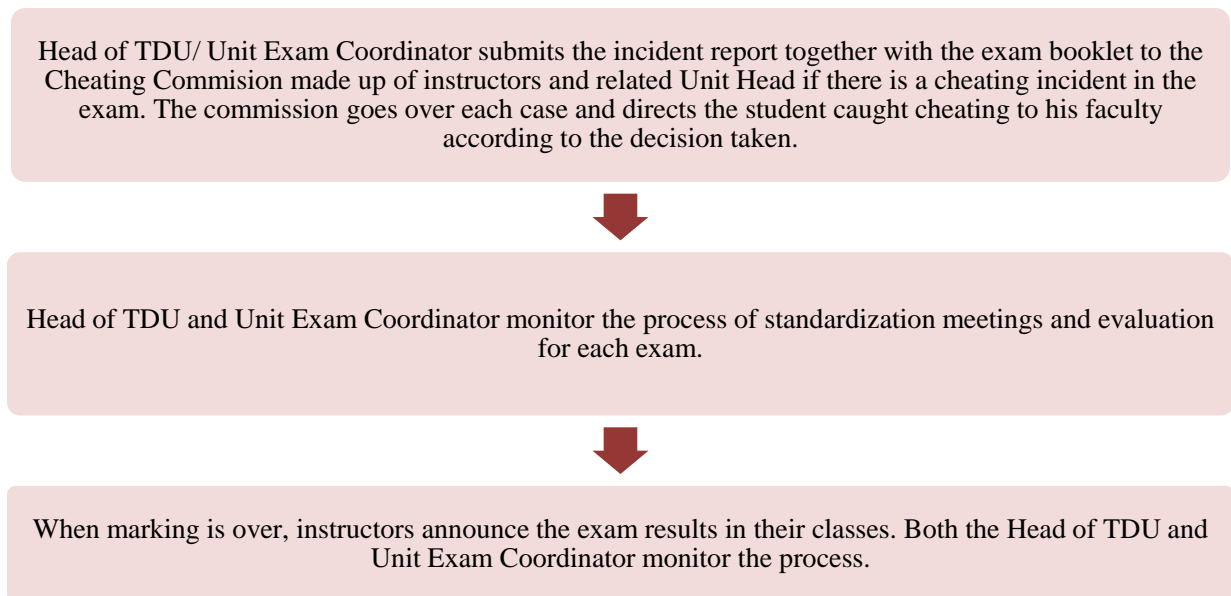 Head of TDU/ Unit Exam Coordinator submits the incident report together with the exam booklet to the
Cheating Commision made up of instructors and related Unit Head if there is a cheating incident in the
exam. The commission goes over each case and directs the student caught cheating to his faculty
according to the decision taken.
Head of TDU and Unit Exam Coordinator monitor the process of standardization meetings and evaluation
for each exam.
When marking is over, instructors announce the exam results in their classes. Both the Head of TDU and
Unit Exam Coordinator monitor the process.